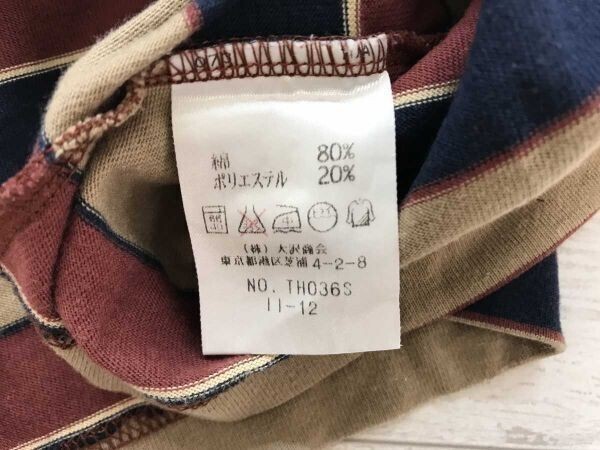 綿 80%
ポリエステル 20%
(株) 大沢商会
東京都港区芝浦 4-2-8
NO. TH036S
11-12